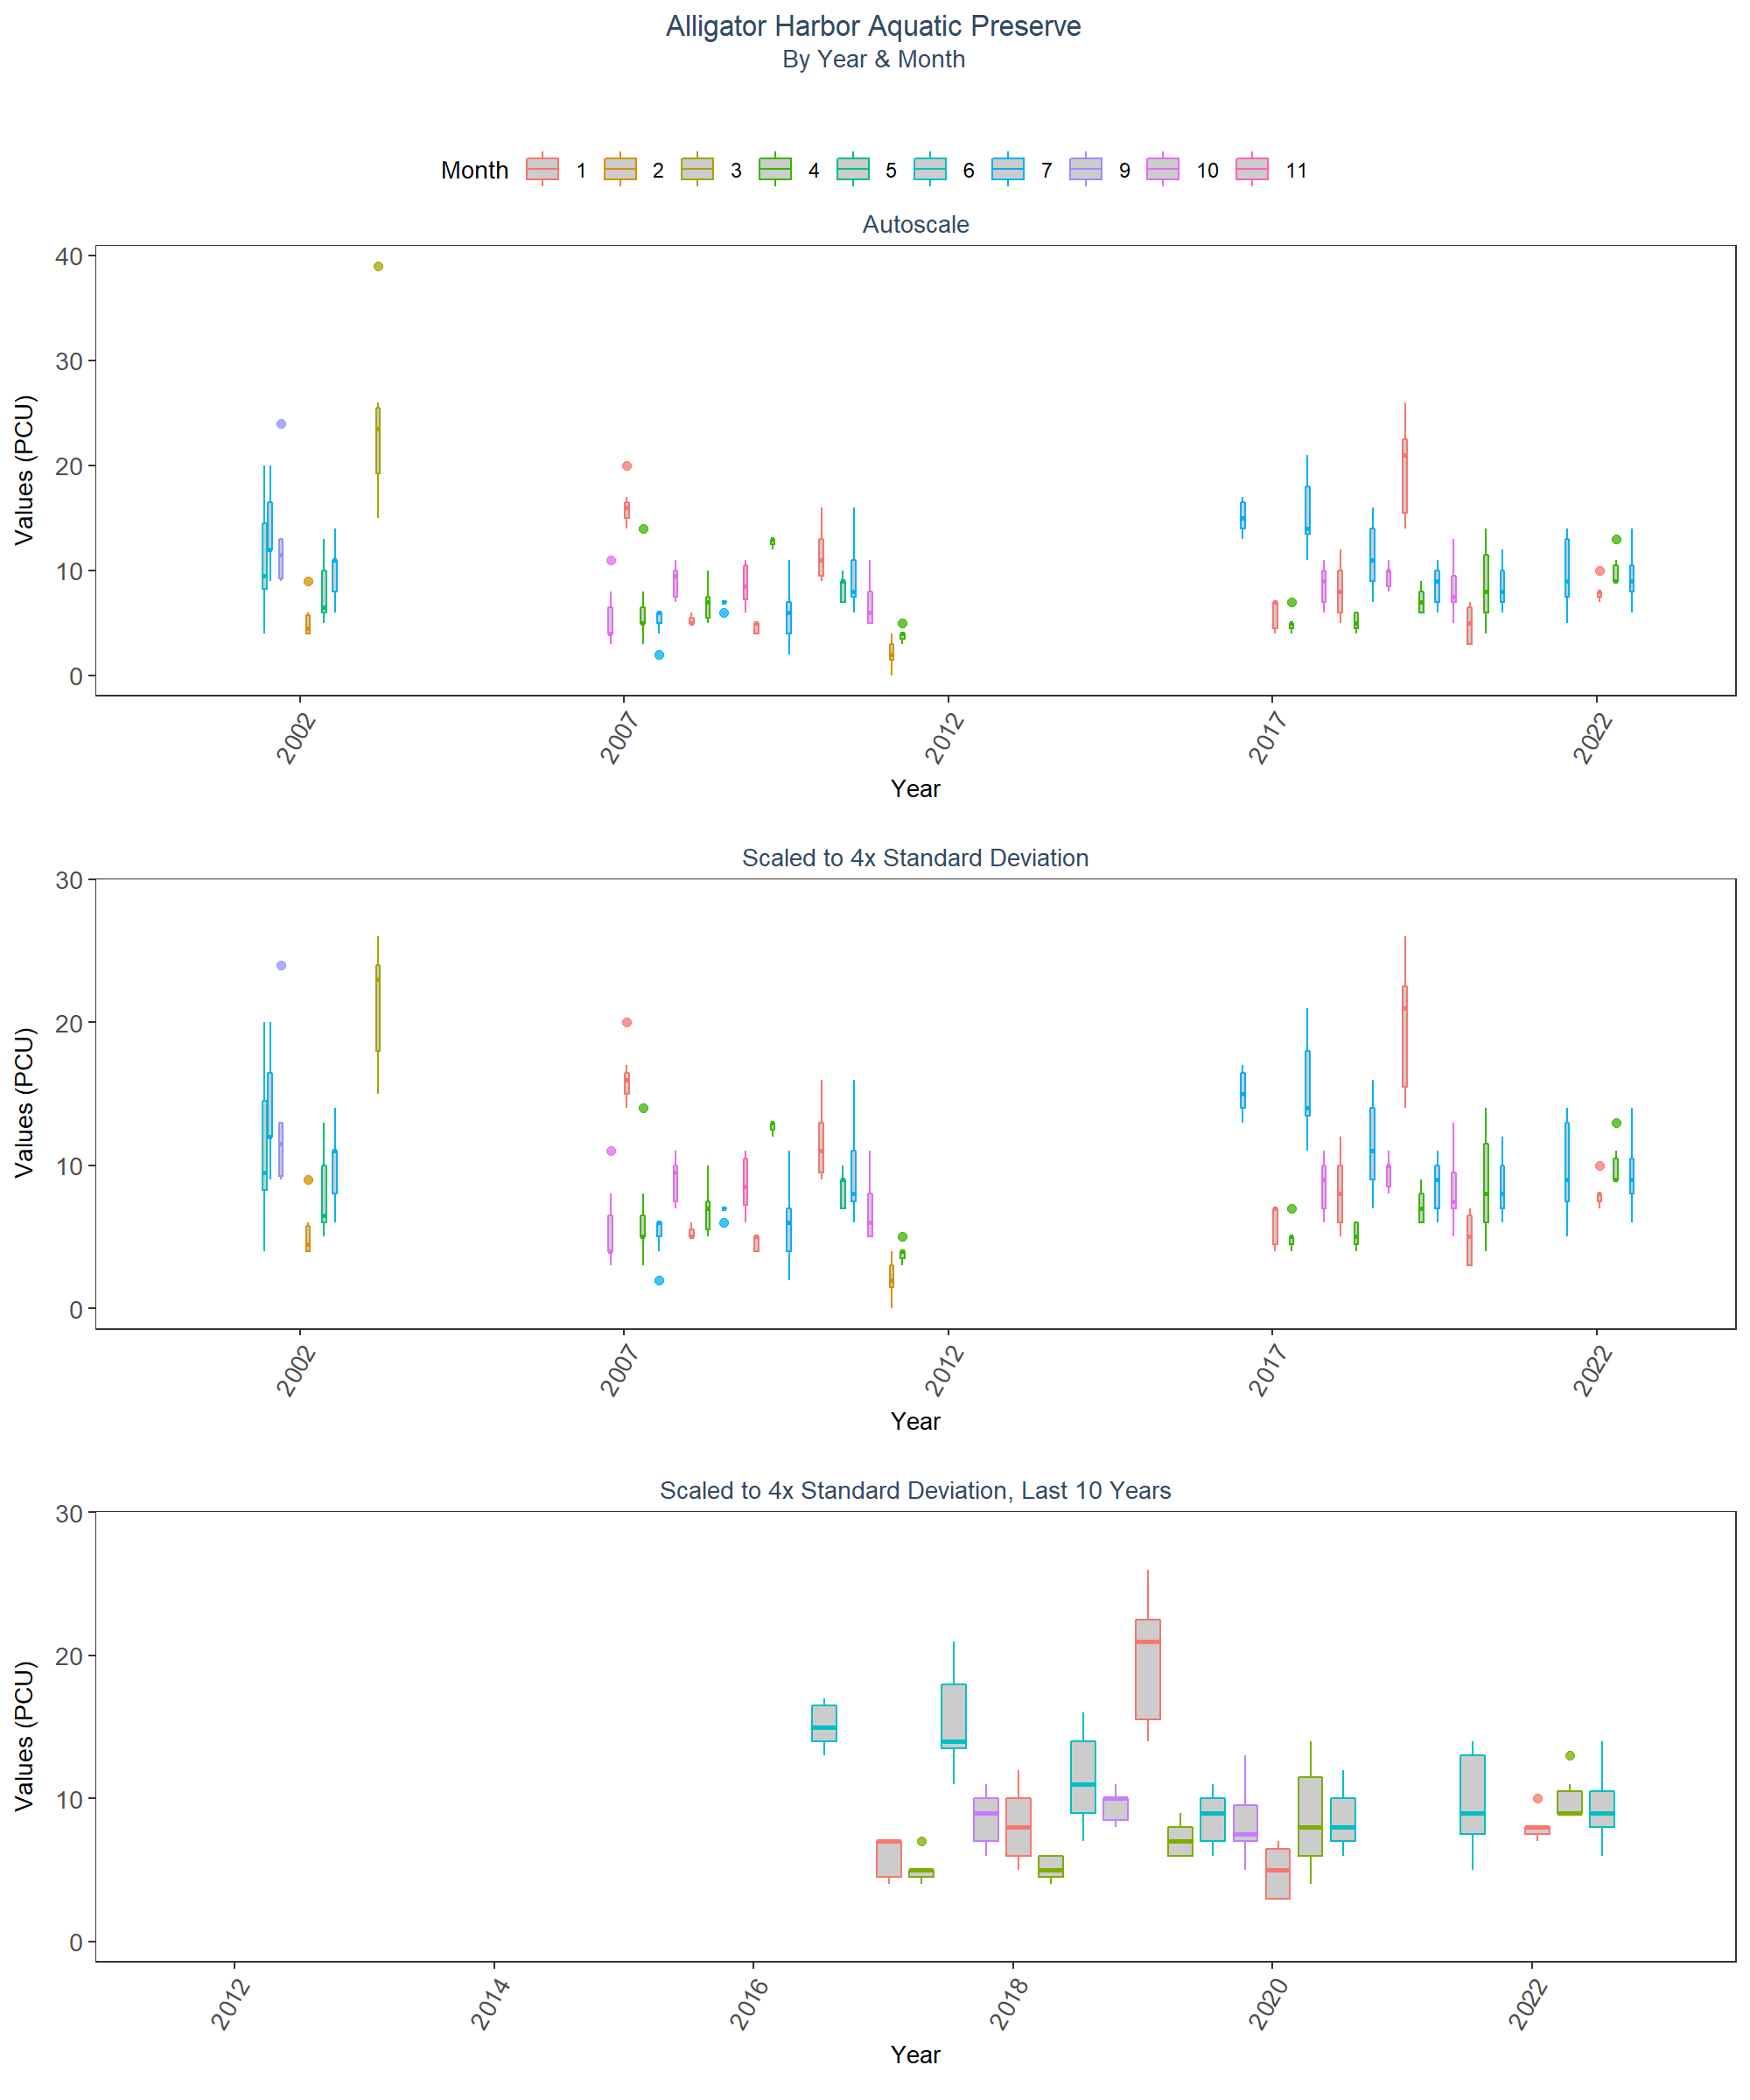 Alligator Harbor Aquatic Preserve
By Year & Month
Month 1 2 3 4 5 6 7 9 10 11
Autoscale
40
30
20
10
0
Values (PCU)
2002 2007 2012 2017 2022
Year
Scaled to 4x Standard Deviation
30
20
10
0
Values (PCU)
2002 2007 2012 2017 2022
Year
Scaled to 4x Standard Deviation, Last 10 Years
30
20
10
0
Values (PCU)
2012 2014 2016 2018 2020 2022
Year